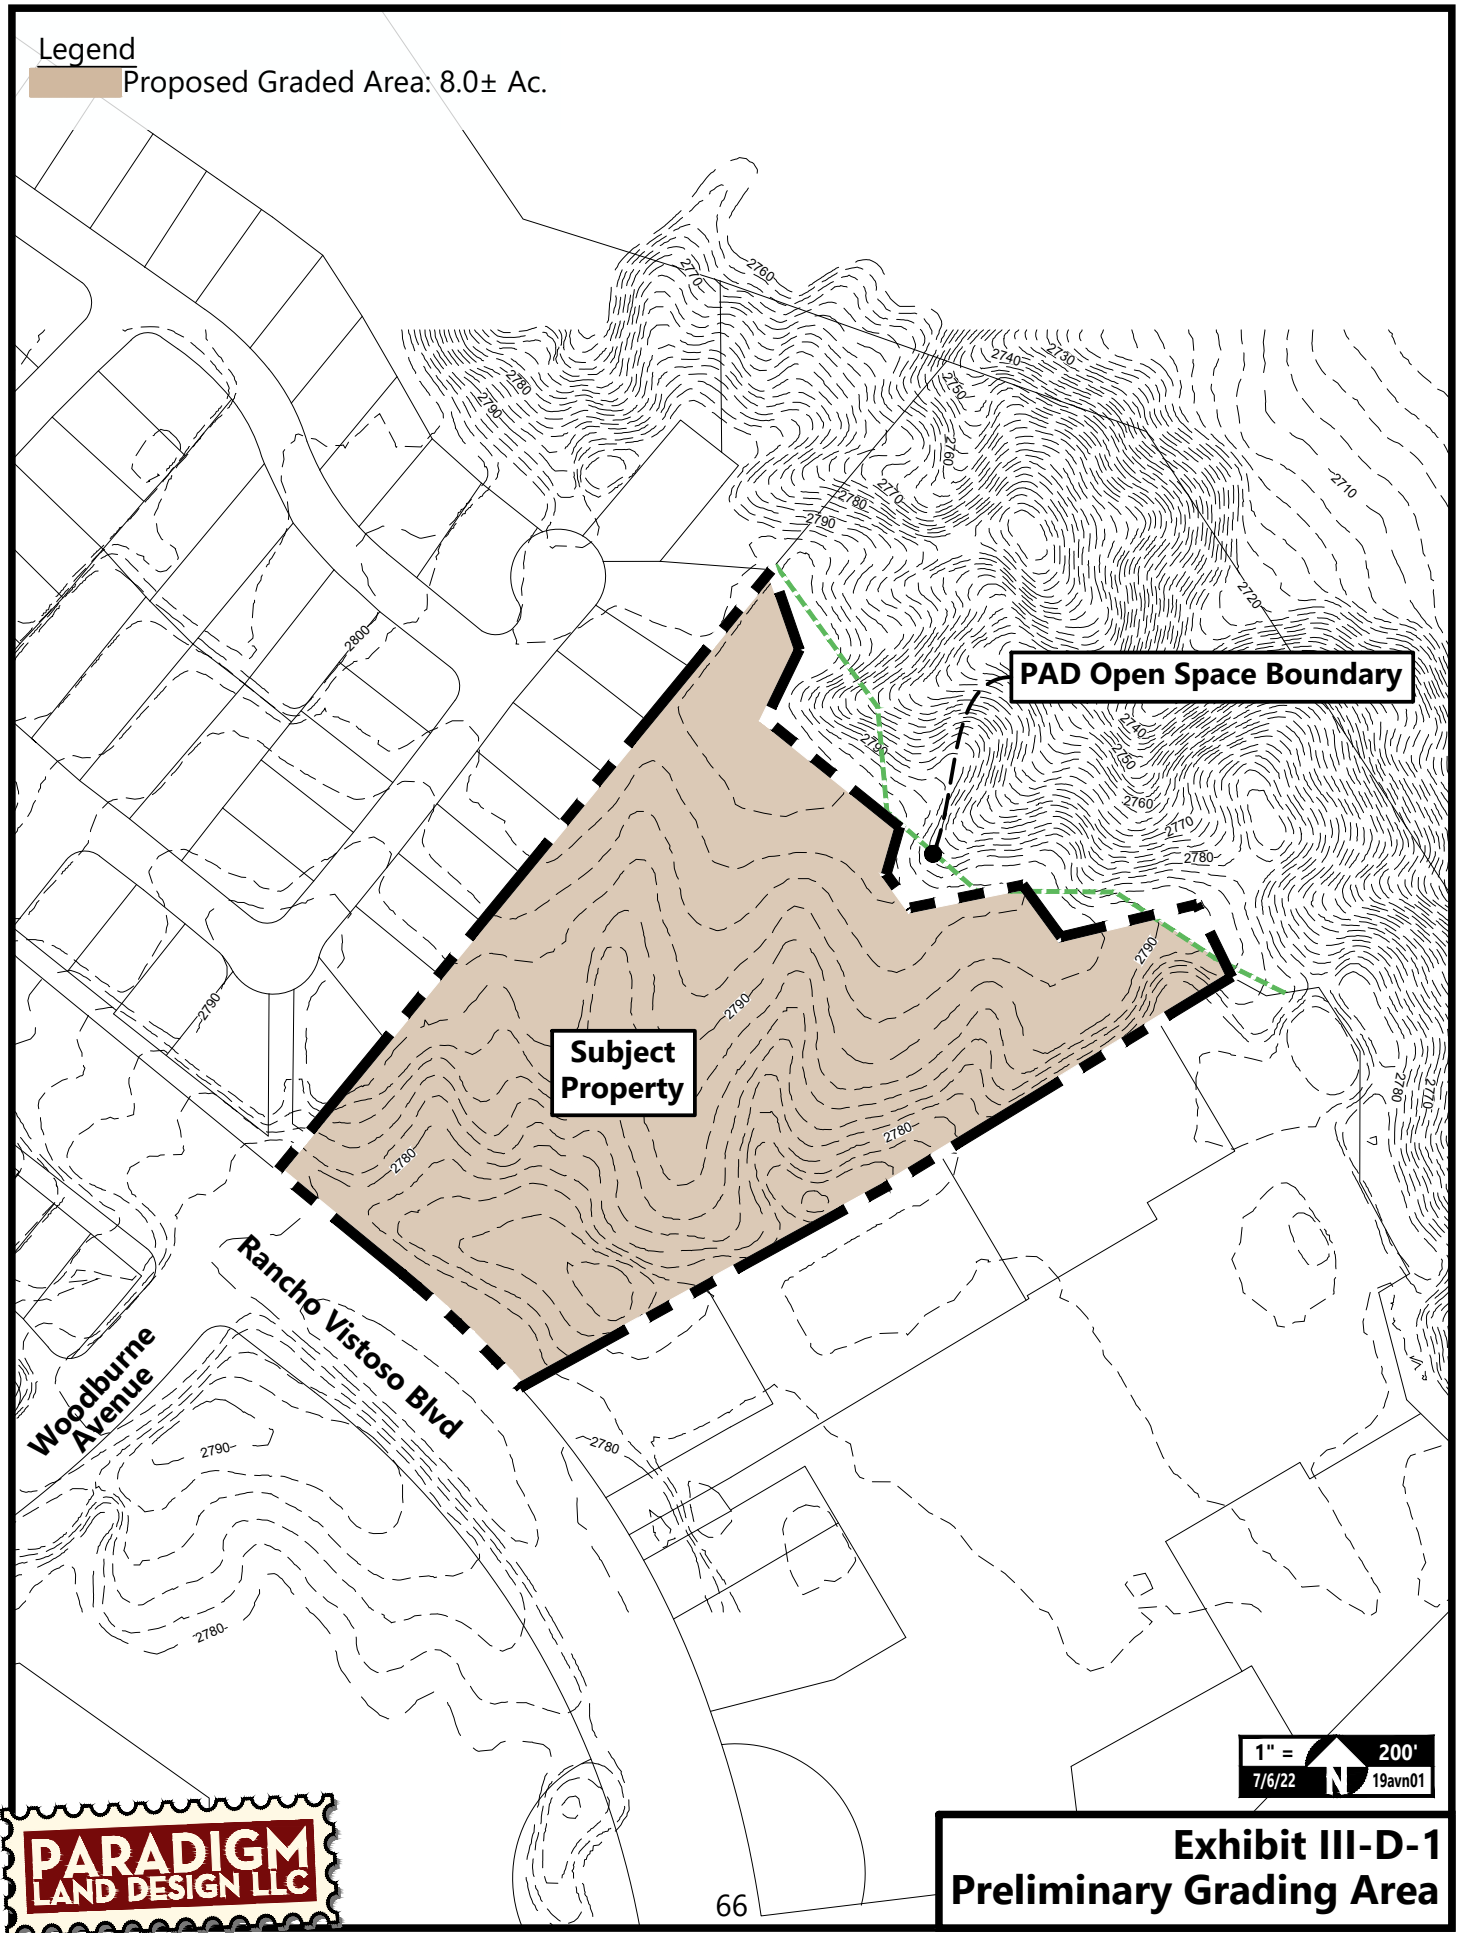 Legend
Proposed Graded Area: 8.0± Ac.
2770
2760
2740
2730
2750
2780
2790
2760
2710
2770
2780
2790
2720
2800
PAD Open Space Boundary
2740
2790
2750
2760
2770
2780
2790
2790
2790
Subject
Property
2780
2770
2780
2780
Rancho Vistoso Blvd
Woodburne
Avenue
2790
2780
2780
1" =
200'
7/6/22
N
19avn01
PARADIGM
LAND DESIGN LLC
Exhibit III-D-1
Preliminary Grading Area
66